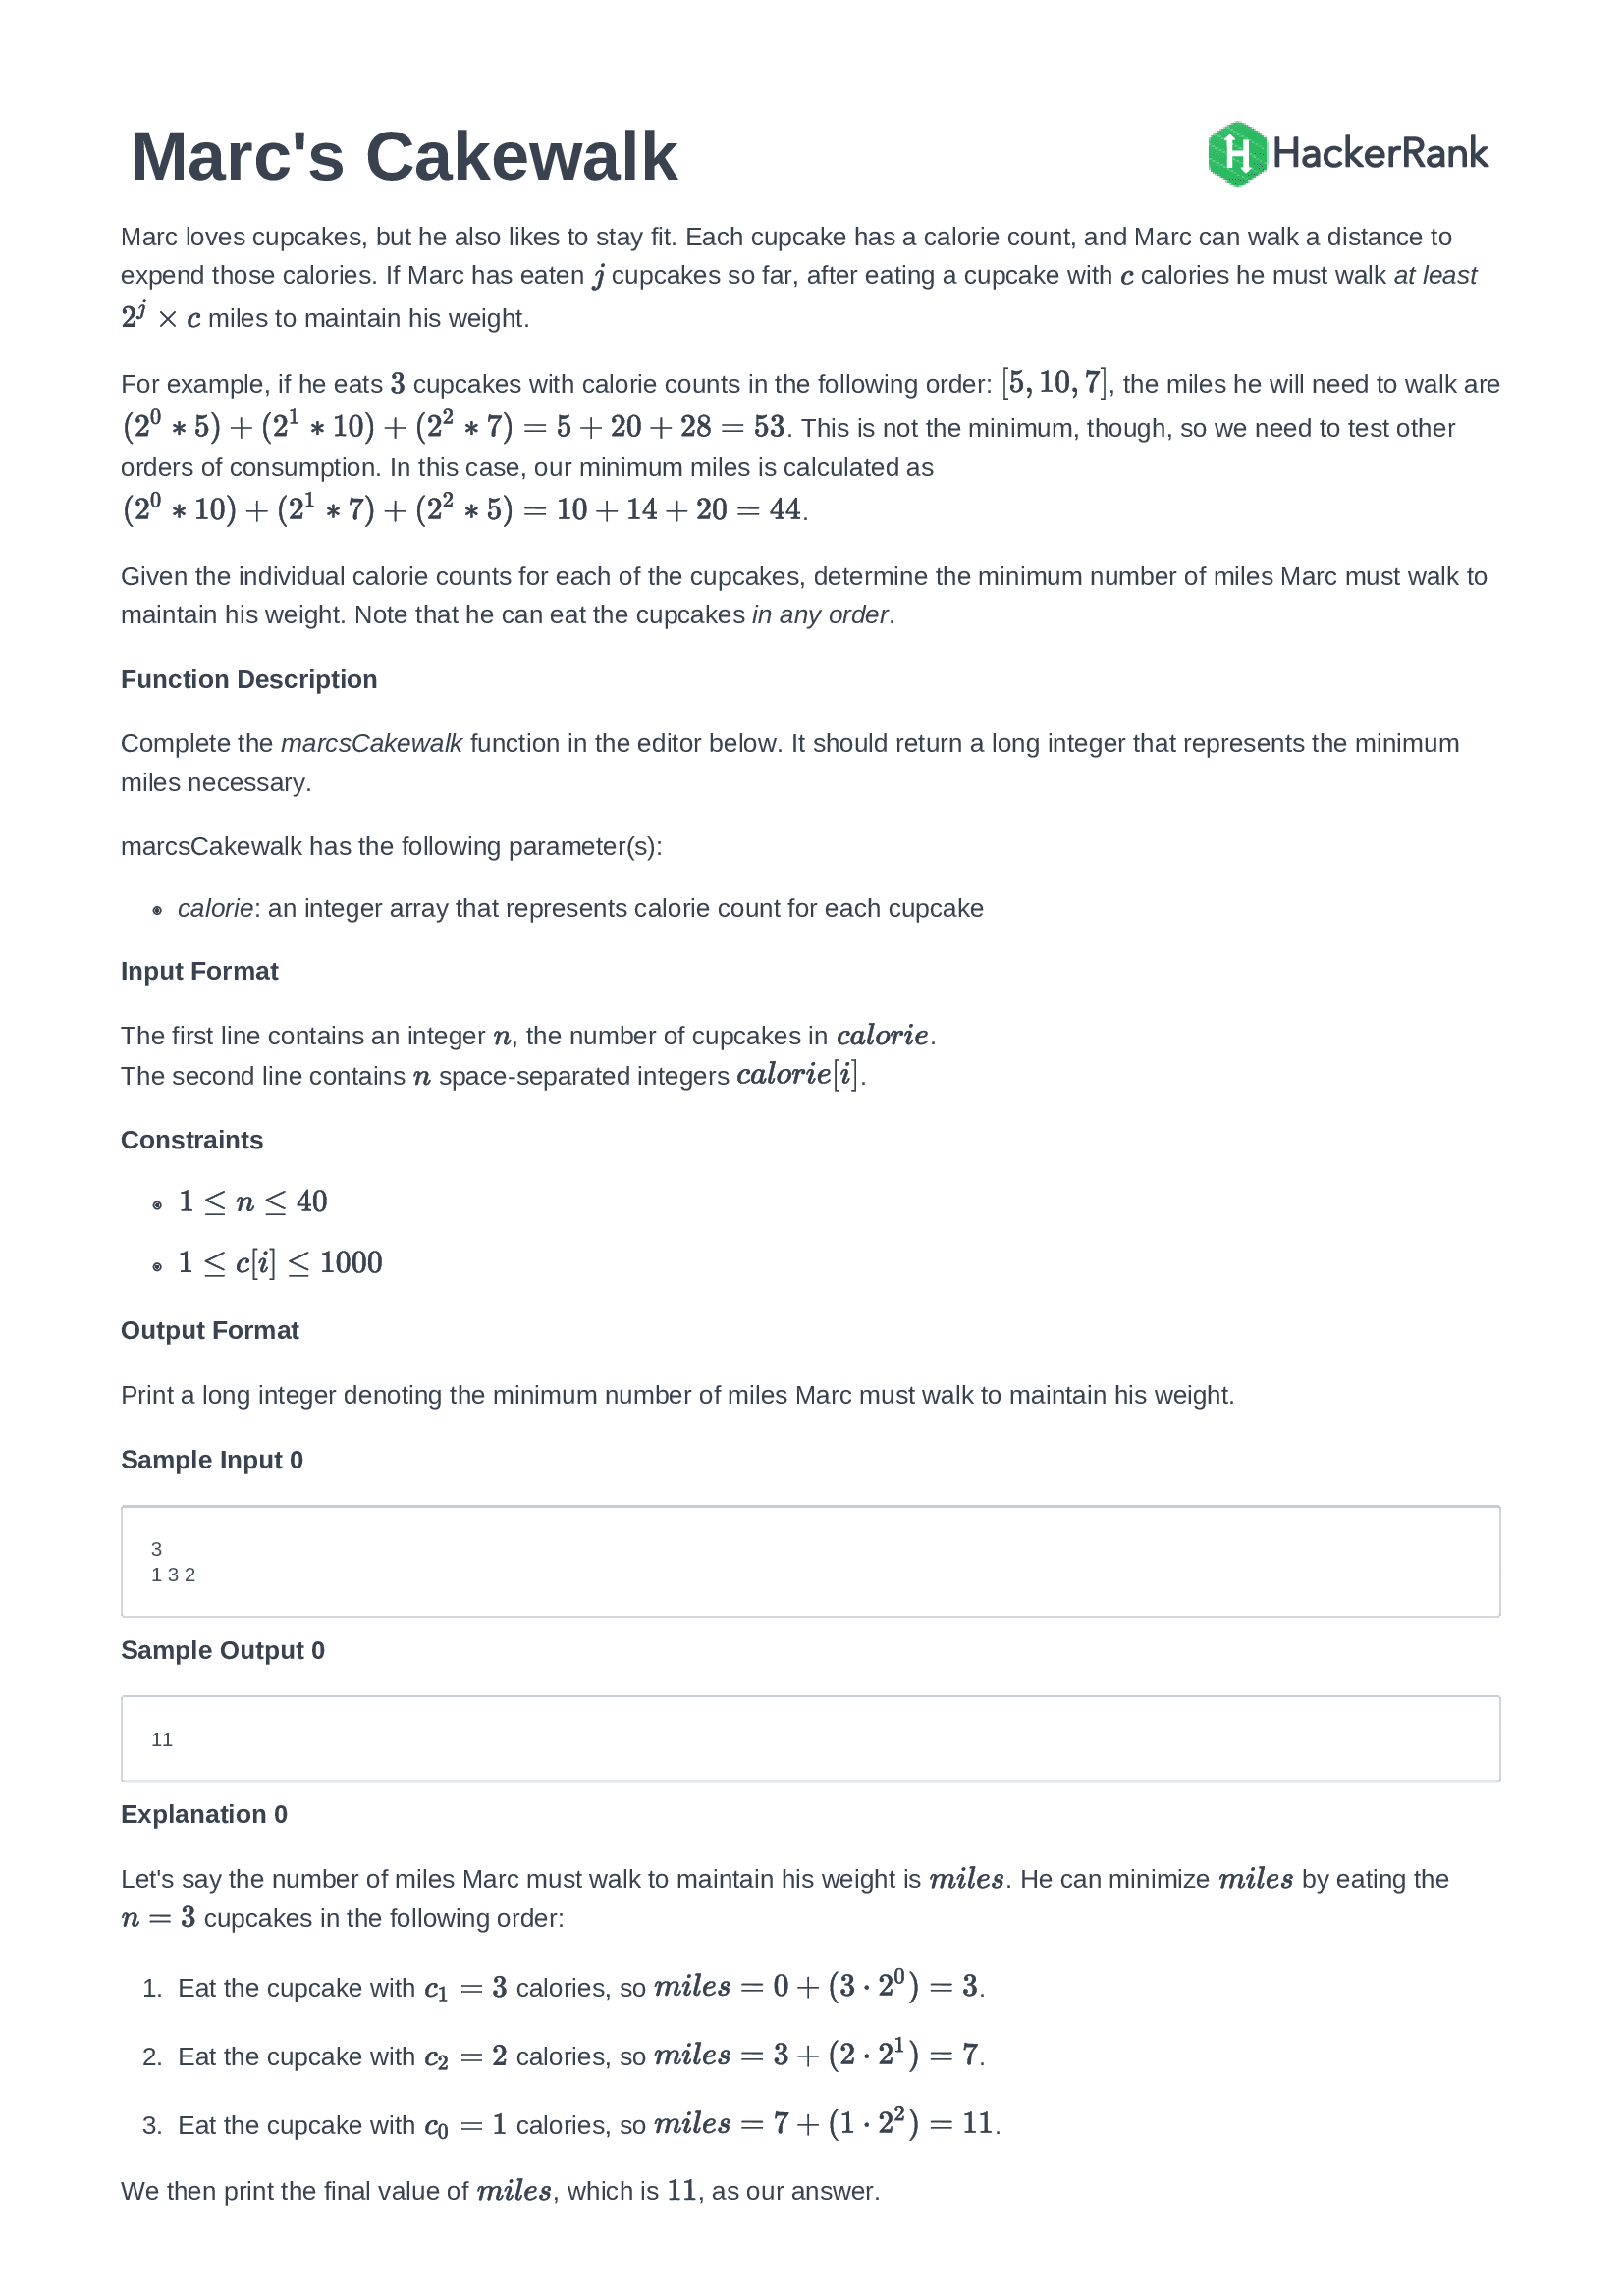 Marc's Cakewalk
HackerRank
Marc loves cupcakes, but he also likes to stay fit. Each cupcake has a calorie count, and Marc can walk a distance to
expend those calories. If Marc has eaten j cupcakes so far, after eating a cupcake with c calories he must walk at least
2^j × c miles to maintain his weight.
For example, if he eats 3 cupcakes with calorie counts in the following order: [5, 10, 7], the miles he will need to walk are
(2^0 * 5) + (2^1 * 10) + (2^2 * 7) = 5 + 20 + 28 = 53. This is not the minimum, though, so we need to test other
orders of consumption. In this case, our minimum miles is calculated as
(2^0 * 10) + (2^1 * 7) + (2^2 * 5) = 10 + 14 + 20 = 44.
Given the individual calorie counts for each of the cupcakes, determine the minimum number of miles Marc must walk to
maintain his weight. Note that he can eat the cupcakes in any order.
Function Description
Complete the marcsCakewalk function in the editor below. It should return a long integer that represents the minimum
miles necessary.
marcsCakewalk has the following parameter(s):
• calorie: an integer array that represents calorie count for each cupcake
Input Format
The first line contains an integer n, the number of cupcakes in calorie.
The second line contains n space-separated integers calorie[i].
Constraints
• 1 ≤ n ≤ 40
• 1 ≤ c[i] ≤ 1000
Output Format
Print a long integer denoting the minimum number of miles Marc must walk to maintain his weight.
Sample Input 0
3
1 3 2
Sample Output 0
11
Explanation 0
Let's say the number of miles Marc must walk to maintain his weight is miles. He can minimize miles by eating the
n = 3 cupcakes in the following order:
1. Eat the cupcake with c₁ = 3 calories, so miles = 0 + (3 · 2^0) = 3.
2. Eat the cupcake with c₂ = 2 calories, so miles = 3 + (2 · 2^1) = 7.
3. Eat the cupcake with c₀ = 1 calories, so miles = 7 + (1 · 2^2) = 11.
We then print the final value of miles, which is 11, as our answer.